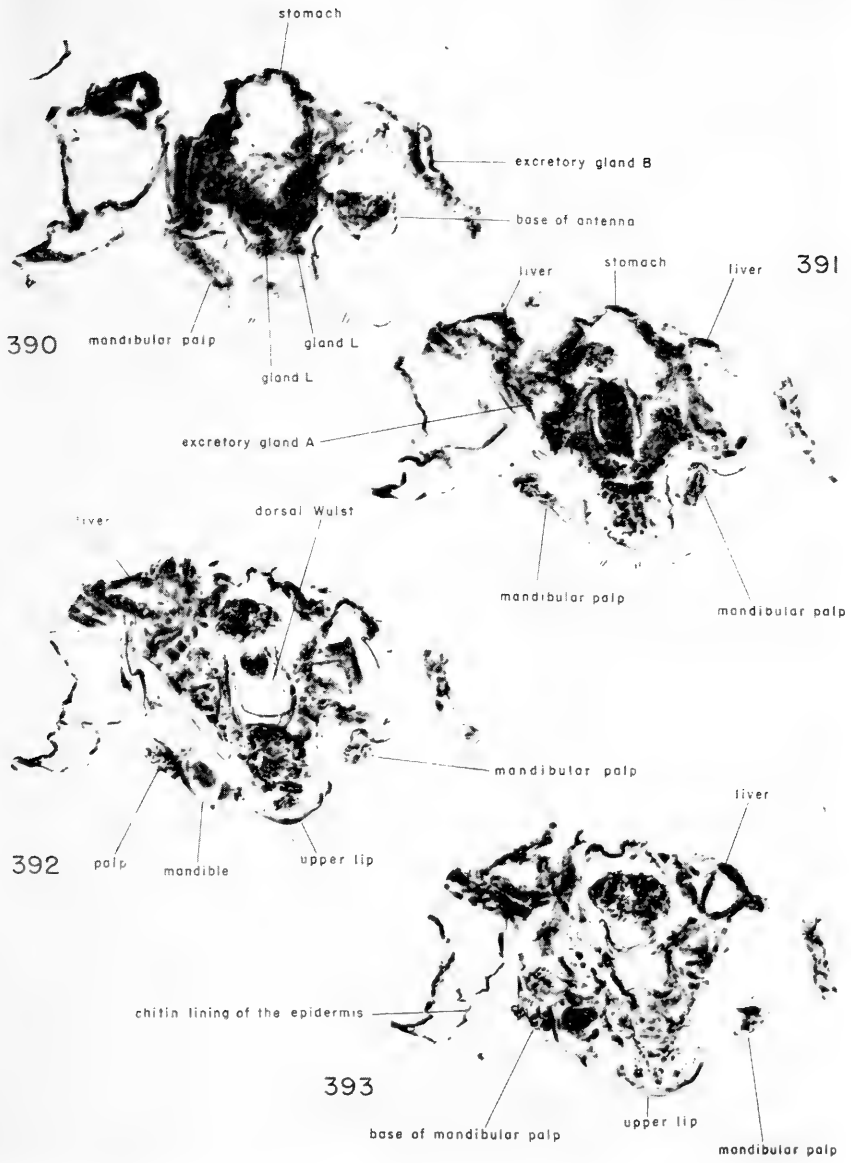 stomach
excretory gland B
base of antenna
390
mandibular palp
gland L
gland L
391
liver
stomach
liver
excretory gland A
mandibular palp
mandibular palp
liver
dorsal Wulst
mandibular palp
392
palp
mandible
upper lip
liver
chitin lining of the epidermis
393
base of mandibular palp
upper lip
mandibular palp